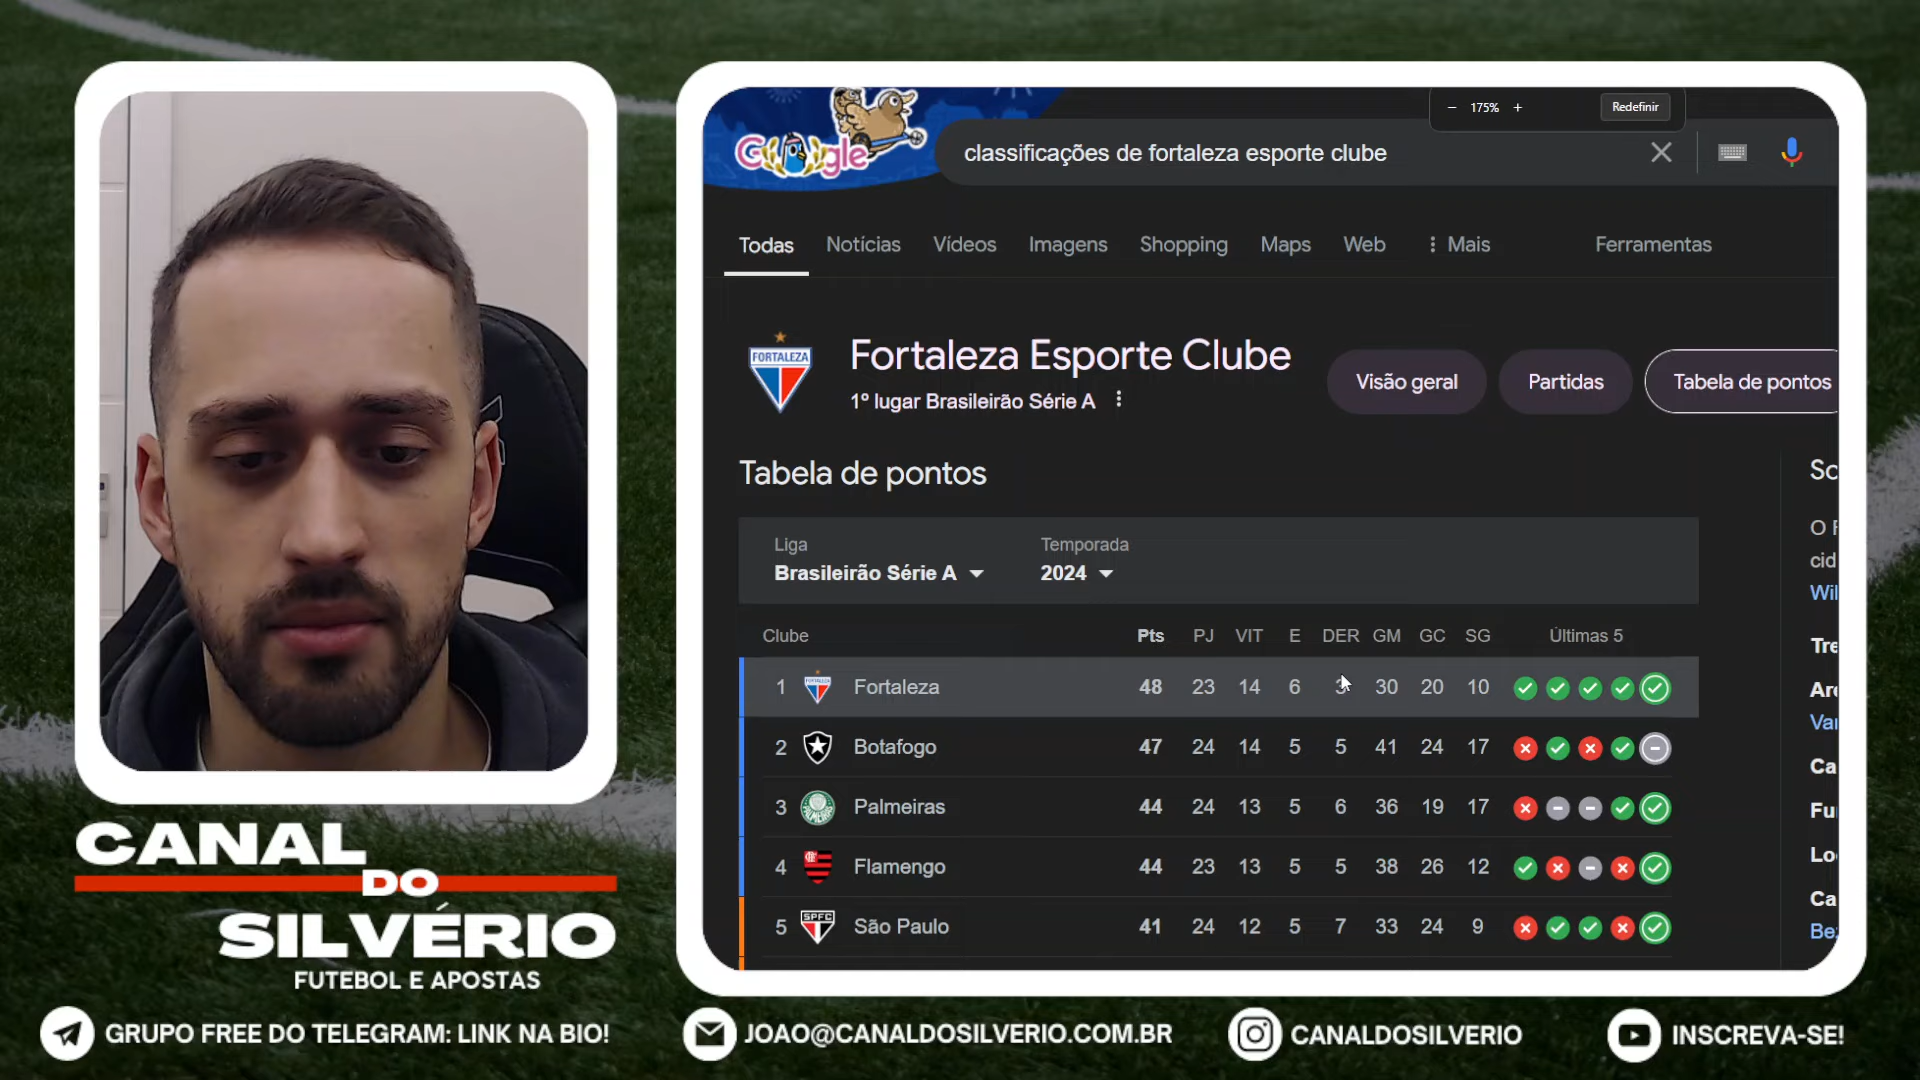 Google
classificações de fortaleza esporte clube
− 175% +
Redefinir
Todas Notícias Vídeos Imagens Shopping Maps Web Mais Ferramentas
FORTALEZA
Fortaleza Esporte Clube
1º lugar Brasileirão Série A
Visão geral Partidas Tabela de pontos
Tabela de pontos
Liga Temporada
Brasileirão Série A 2024
Clube Pts PJ VIT E DER GM GC SG Últimas 5
1 Fortaleza 48 23 14 6 3 30 20 10
2 Botafogo 47 24 14 5 5 41 24 17
3 Palmeiras 44 24 13 5 6 36 19 17
4 Flamengo 44 23 13 5 5 38 26 12
5 SPFC São Paulo 41 24 12 5 7 33 24 9
CANAL
DO
SILVÉRIO
FUTEBOL E APOSTAS
GRUPO FREE DO TELEGRAM: LINK NA BIO!
JOAO@CANALDOSILVERIO.COM.BR
CANALDOSILVERIO
INSCREVA-SE!